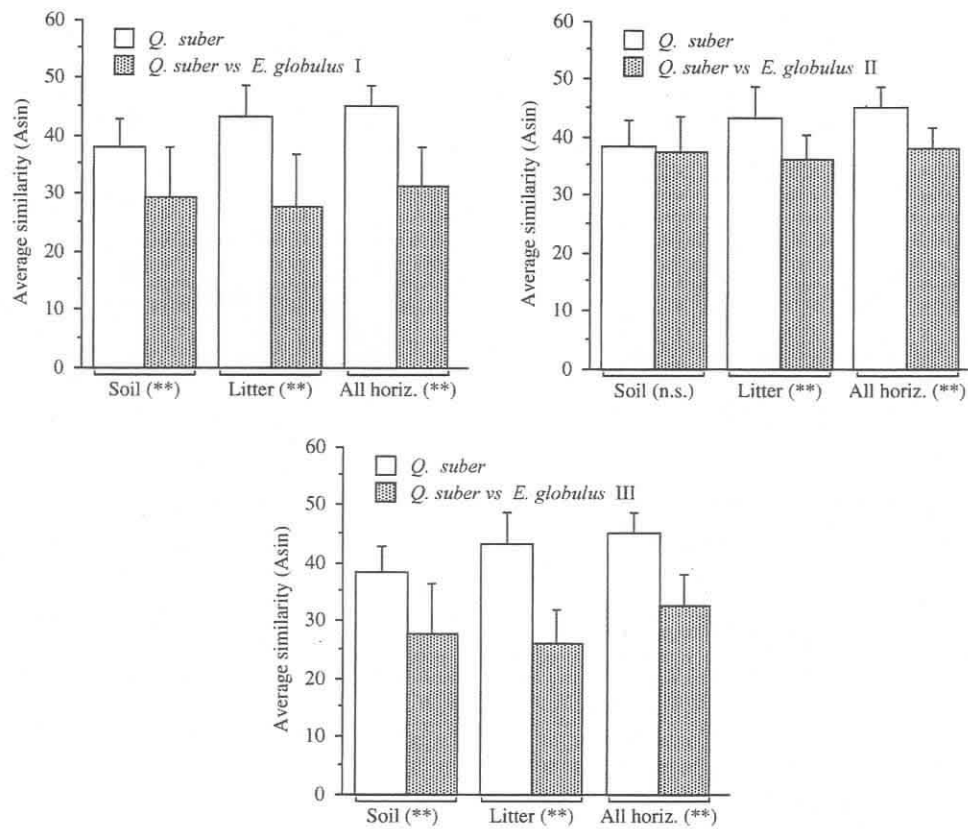 Q. suber
Q. suber vs E. globulus I
Average similarity (Asin)
60
50
40
30
20
10
0
Soil (**)
Litter (**)
All horiz. (**)
Q. suber
Q. suber vs E. globulus II
Average similarity (Asin)
60
50
40
30
20
10
0
Soil (n.s.)
Litter (**)
All horiz. (**)
Q. suber
Q. suber vs E. globulus III
Average similarity (Asin)
60
50
40
30
20
10
0
Soil (**)
Litter (**)
All horiz. (**)